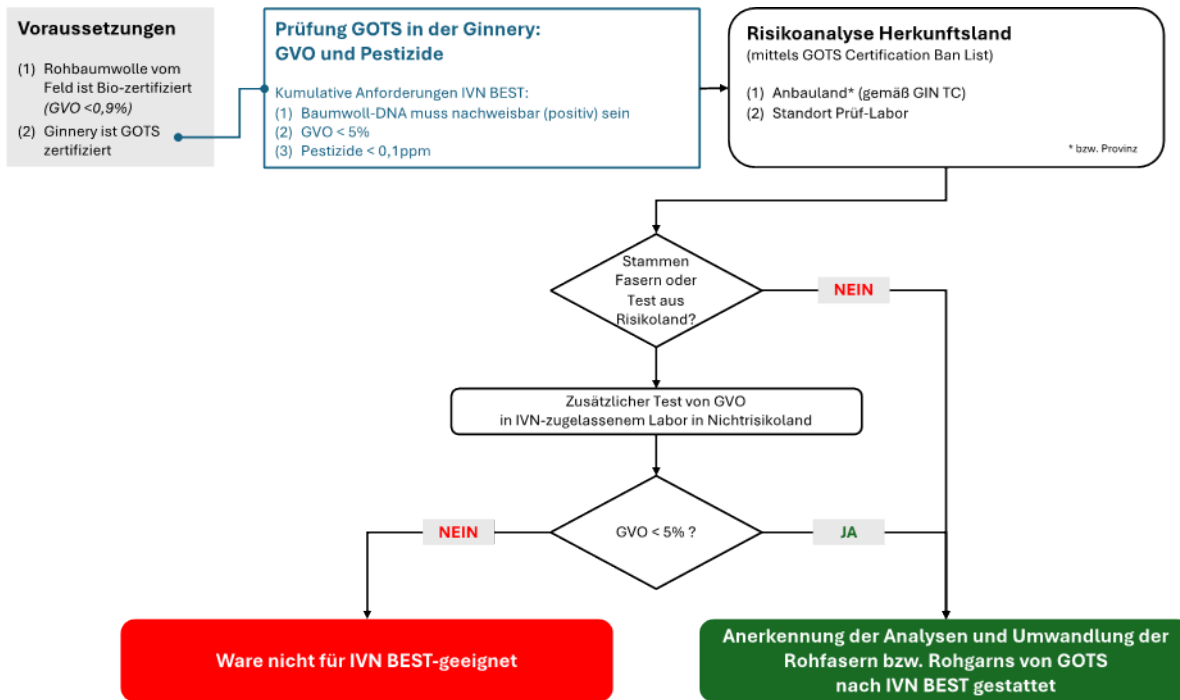 Voraussetzungen
(1) Rohbaumwolle vom
Feld ist Bio-zertifiziert
(GVO <0,9%)
(2) Ginnery ist GOTS
zertifiziert
Prüfung GOTS in der Ginnery:
GVO und Pestizide
Kumulative Anforderungen IVN BEST:
(1) Baumwoll-DNA muss nachweisbar (positiv) sein
(2) GVO < 5%
(3) Pestizide < 0,1ppm
Risikoanalyse Herkunftsland
(mittels GOTS Certification Ban List)
(1) Anbauland* (gemäß GIN TC)
(2) Standort Prüf-Labor
* bzw. Provinz
Stammen
Fasern oder
Test aus
Risikoland?
NEIN
Zusätzlicher Test von GVO
in IVN-zugelassenem Labor in Nichtrisikoland
NEIN
GVO < 5% ?
JA
Ware nicht für IVN BEST-geeignet
Anerkennung der Analysen und Umwandlung der
Rohfasern bzw. Rohgarns von GOTS
nach IVN BEST gestattet